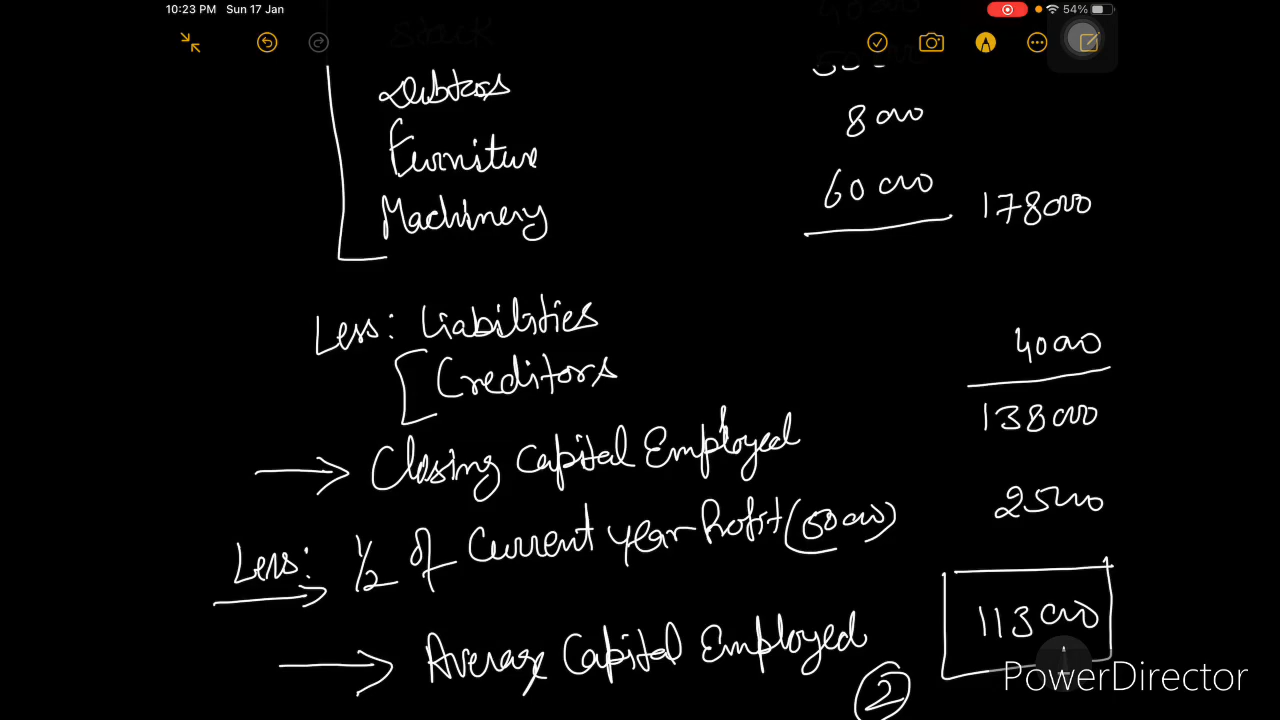 10:23 PM Sun 17 Jan 54%
Stock
Debtors
Furniture 8000
Machinery 60000 178000
Less: Liabilities
Creditors 40000
138000
Closing Capital Employed
Less: 1/2 of Current year Profit (50000) 25000
Average Capital Employed 113000
2
PowerDirector